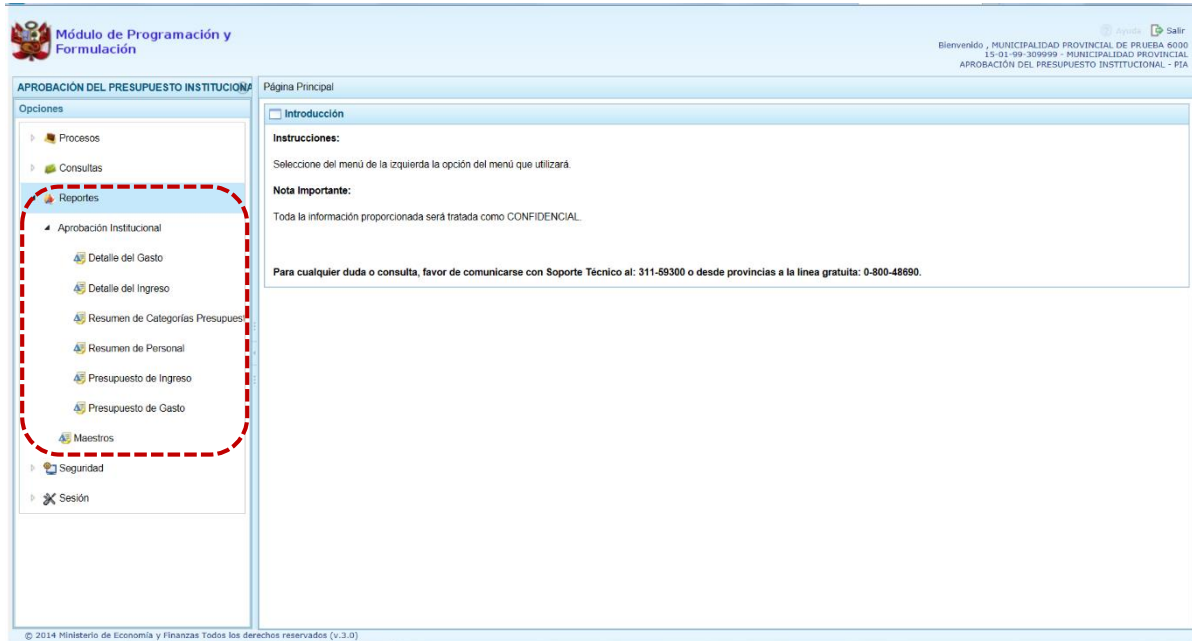 Módulo de Programación y
Formulación
Ayuda Salir
Bienvenido , MUNICIPALIDAD PROVINCIAL DE PRUEBA 6000
15-01-99-309999 - MUNICIPALIDAD PROVINCIAL
APROBACIÓN DEL PRESUPUESTO INSTITUCIONAL - PIA
APROBACIÓN DEL PRESUPUESTO INSTITUCIONA
Página Principal
Opciones
Introducción
Procesos
Consultas
Reportes
Aprobación Institucional
Detalle del Gasto
Detalle del Ingreso
Resumen de Categorías Presupuest
Resumen de Personal
Presupuesto de Ingreso
Presupuesto de Gasto
Maestros
Seguridad
Sesión
Instrucciones:
Seleccione del menú de la izquierda la opción del menú que utilizará.
Nota Importante:
Toda la información proporcionada será tratada como CONFIDENCIAL.
Para cualquier duda o consulta, favor de comunicarse con Soporte Técnico al: 311-59300 o desde provincias a la línea gratuita: 0-800-48690.
© 2014 Ministerio de Economía y Finanzas Todos los derechos reservados (v.3.0)